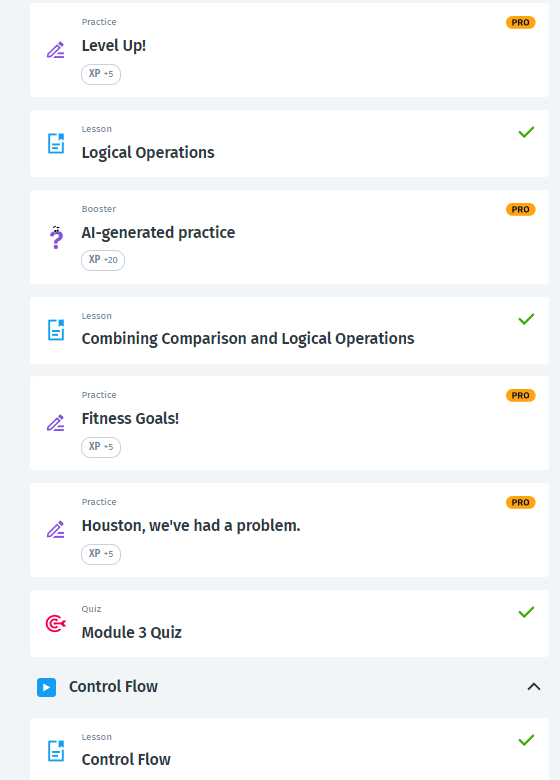 Practice
PRO
Level Up!
XP +5
Lesson
Logical Operations
Booster
PRO
AI-generated practice
XP +20
Lesson
Combining Comparison and Logical Operations
Practice
PRO
Fitness Goals!
XP +5
Practice
PRO
Houston, we've had a problem.
XP +5
Quiz
Module 3 Quiz
Control Flow
Lesson
Control Flow